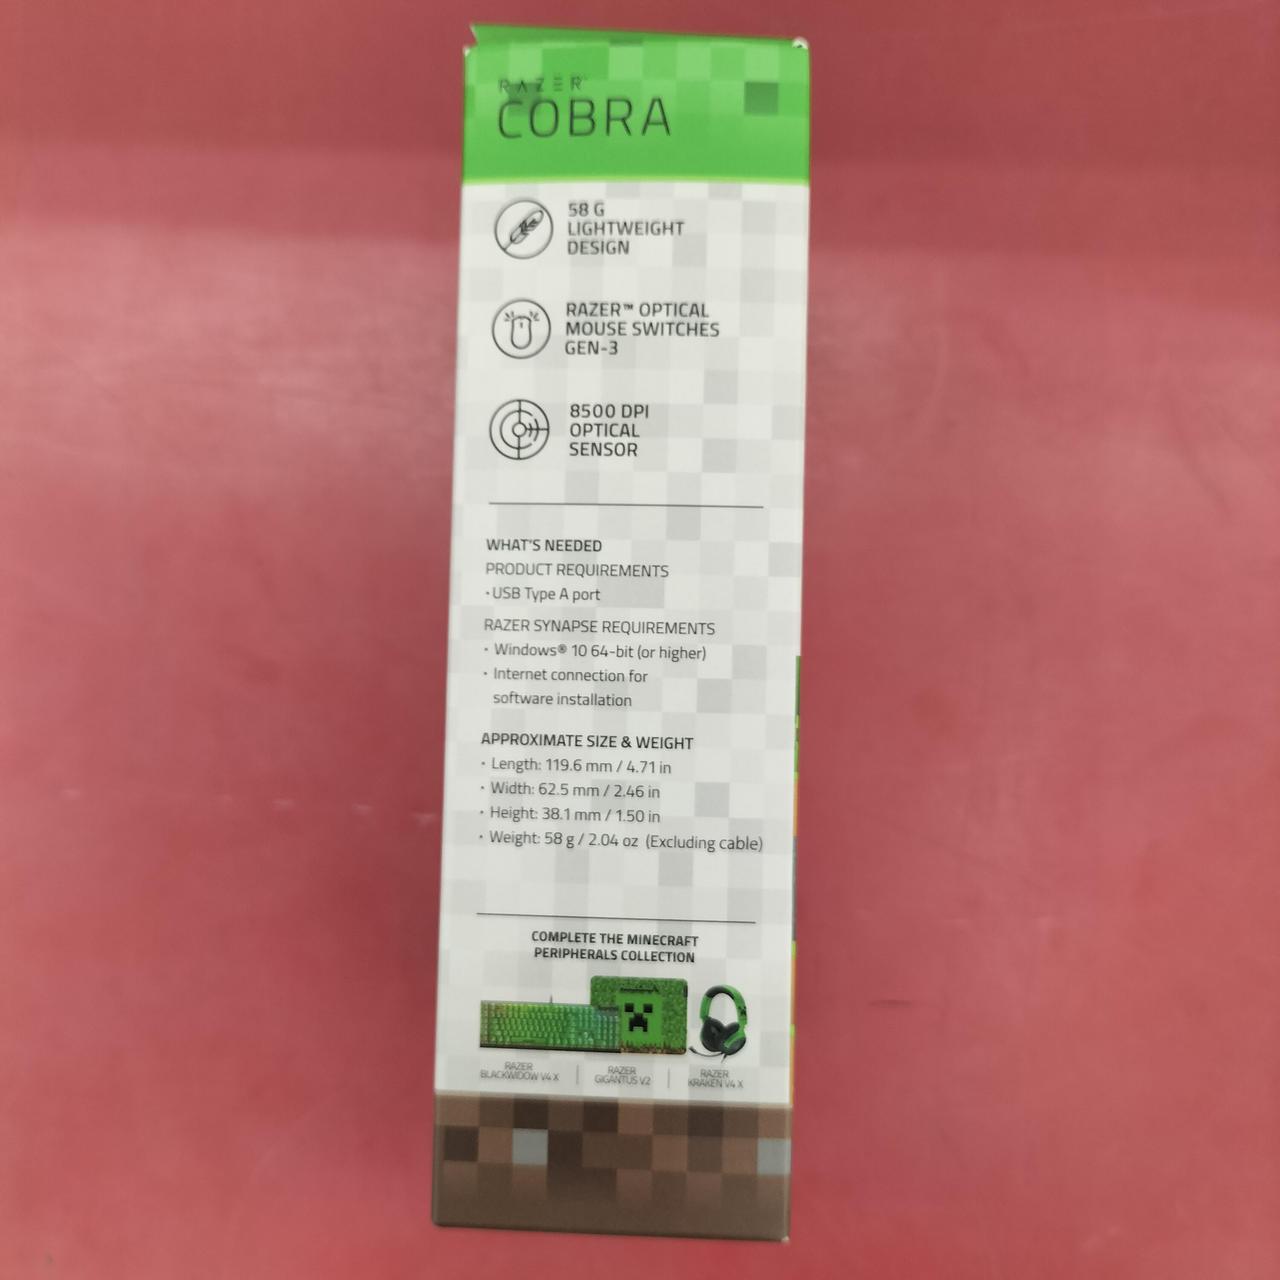 RAZER
COBRA
58 G
LIGHTWEIGHT
DESIGN
RAZER™ OPTICAL
MOUSE SWITCHES
GEN-3
8500 DPI
OPTICAL
SENSOR
WHAT'S NEEDED
PRODUCT REQUIREMENTS
· USB Type A port
RAZER SYNAPSE REQUIREMENTS
· Windows® 10 64-bit (or higher)
· Internet connection for
software installation
APPROXIMATE SIZE & WEIGHT
· Length: 119.6 mm / 4.71 in
· Width: 62.5 mm / 2.46 in
· Height: 38.1 mm / 1.50 in
· Weight: 58 g / 2.04 oz (Excluding cable)
COMPLETE THE MINECRAFT
PERIPHERALS COLLECTION
RAZER
BLACKWIDOW V4 X
RAZER
GIGANTUS V2
RAZER
KRAKEN V4 X